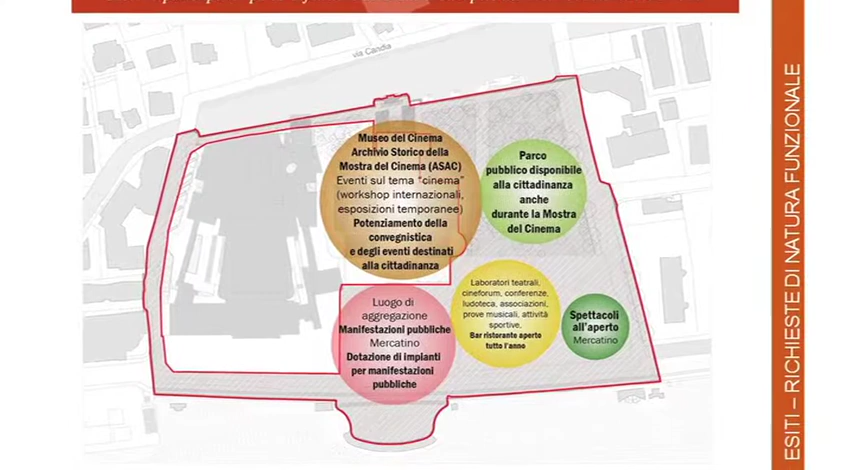 via Candia
Museo del Cinema
Archivio Storico della
Mostra del Cinema (ASAC)
Eventi sul tema "cinema"
(workshop internazionali,
esposizioni temporanee)
Potenziamento della
convegnistica
e degli eventi destinati
alla cittadinanza
Parco
pubblico disponibile
alla cittadinanza
anche
durante la Mostra
del Cinema
Luogo di
aggregazione
Manifestazioni pubbliche
Mercatino
Dotazione di impianti
per manifestazioni
pubbliche
Laboratori teatrali,
cineforum, conferenze,
ludoteca, associazioni,
prove musicali, attività
sportive,
Bar ristorante aperto
tutto l'anno
Spettacoli
all'aperto
Mercatino
ESITI – RICHIESTE DI NATURA FUNZIONALE